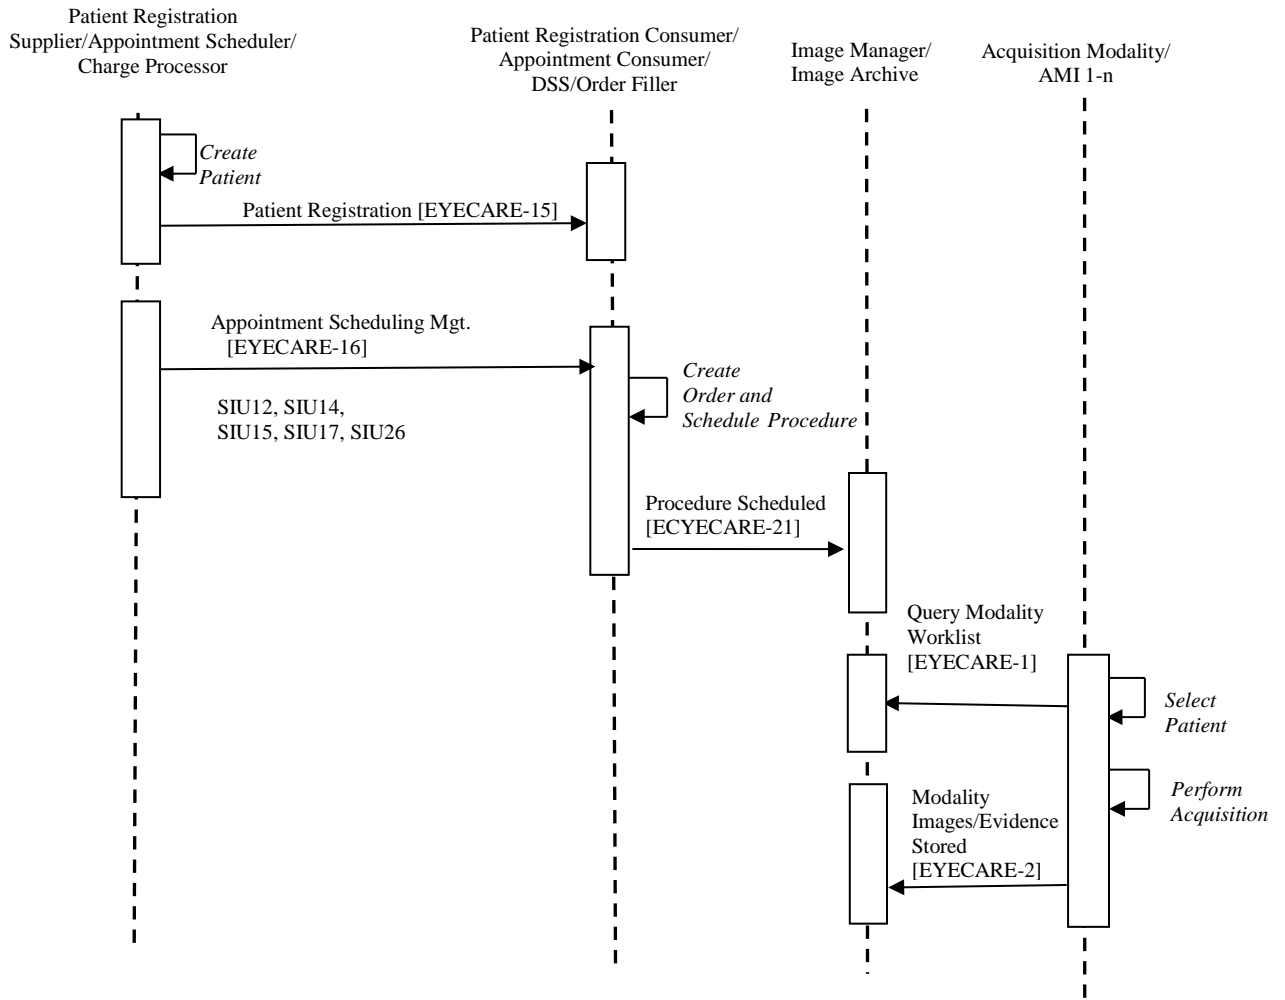 Patient Registration
Supplier/Appointment Scheduler/
Charge Processor
Patient Registration Consumer/
Appointment Consumer/
DSS/Order Filler
Image Manager/
Image Archive
Acquisition Modality/
AMI 1-n
Create
Patient
Patient Registration [EYECARE-15]
Appointment Scheduling Mgt.
[EYECARE-16]
SIU12, SIU14,
SIU15, SIU17, SIU26
Create
Order and
Schedule Procedure
Procedure Scheduled
[ECYECARE-21]
Query Modality
Worklist
[EYECARE-1]
Select
Patient
Perform
Acquisition
Modality
Images/Evidence
Stored
[EYECARE-2]